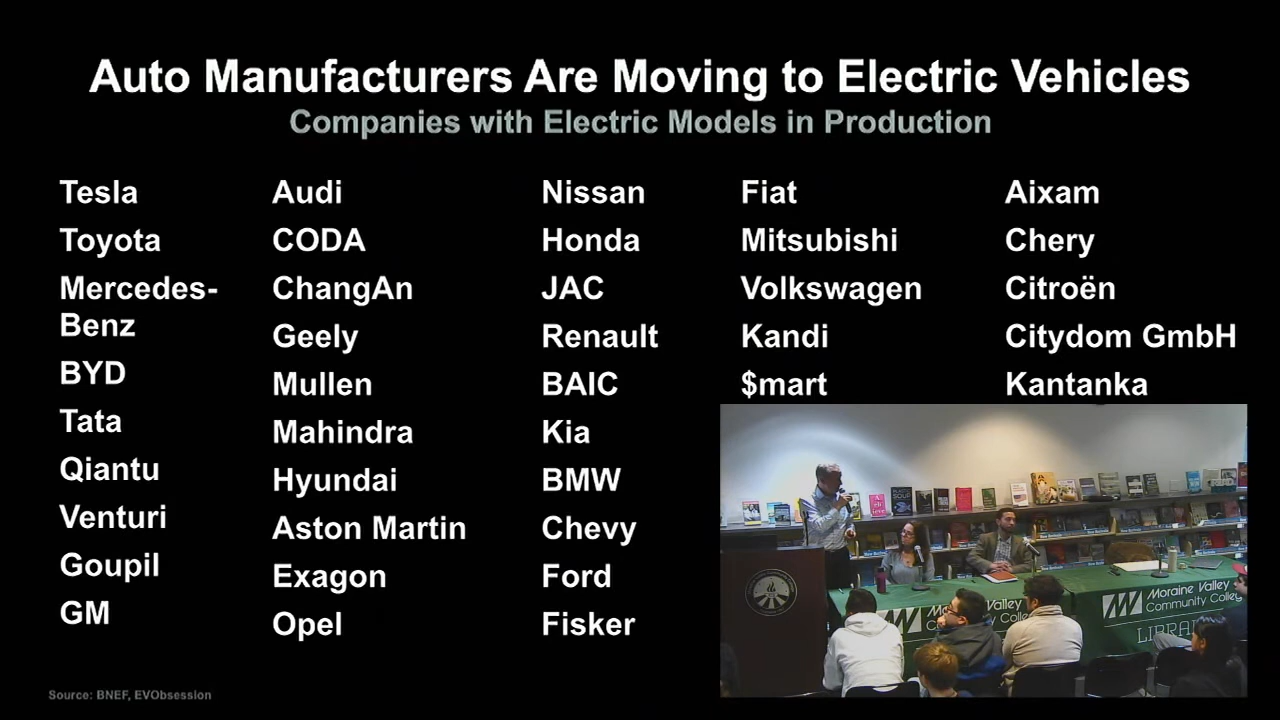 Auto Manufacturers Are Moving to Electric Vehicles
Companies with Electric Models in Production
Tesla
Toyota
Mercedes-
Benz
BYD
Tata
Qiantu
Venturi
Goupil
GM
Audi
CODA
ChangAn
Geely
Mullen
Mahindra
Hyundai
Aston Martin
Exagon
Opel
Nissan
Honda
JAC
Renault
BAIC
Kia
BMW
Chevy
Ford
Fisker
Fiat
Mitsubishi
Volkswagen
Kandi
$mart
Aixam
Chery
Citroën
Citydom GmbH
Kantanka
Moraine Valley
Community College
LIBRA
Source: BNEF, EVObsession